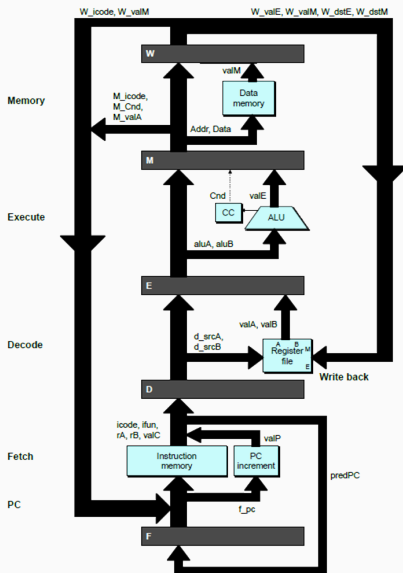 W_icode, W_valM
W_valE, W_valM, W_dstE, W_dstM
W
valM
Memory
M_icode,
M_Cnd,
M_valA
Data
memory
Addr, Data
M
Cnd
valE
Execute
CC
ALU
aluA, aluB
E
valA, valB
d_srcA,
d_srcB
Decode
A B
M
Register
file
E
Write back
D
icode, ifun,
rA, rB, valC
valP
Fetch
Instruction
memory
PC
increment
predPC
PC
f_pc
F